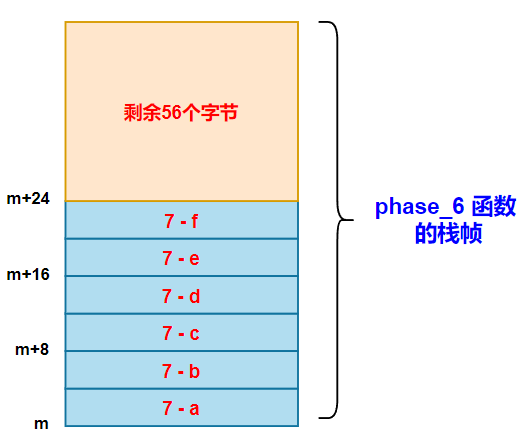 剩余56个字节
m+24
7 - f
phase_6 函数
的栈帧
7 - e
m+16
7 - d
7 - c
m+8
7 - b
7 - a
m